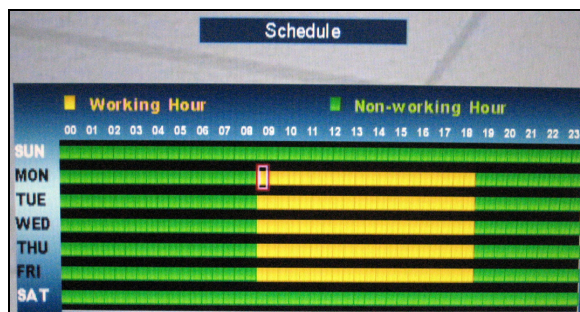 Schedule
Working Hour Non-working Hour
00 01 02 03 04 05 06 07 08 09 10 11 12 13 14 15 16 17 18 19 20 21 22 23
SUN
MON
TUE
WED
THU
FRI
SAT